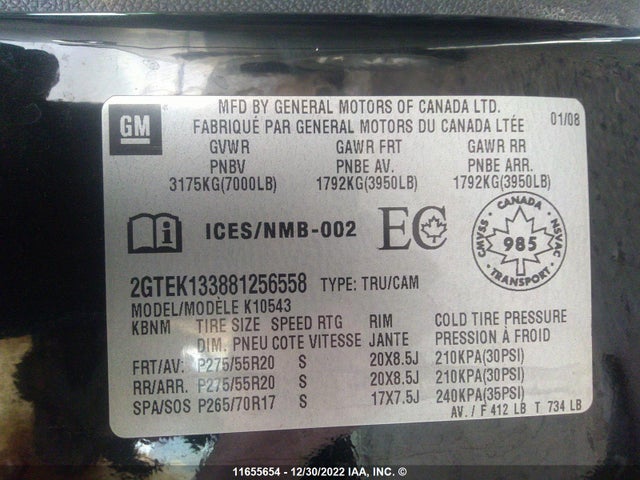 GM
MFD BY GENERAL MOTORS OF CANADA LTD.
FABRIQUÉ PAR GENERAL MOTORS DU CANADA LTÉE
01/08
GVWR GAWR FRT GAWR RR
PNBV PNBE AV. PNBE ARR.
3175KG(7000LB) 1792KG(3950LB) 1792KG(3950LB)
ICES/NMB-002 EC
CANADA
CMVSS 985 NSVAC
TRANSPORT
2GTEK133881256558 TYPE: TRU/CAM
MODEL/MODÈLE K10543
KBNM TIRE SIZE SPEED RTG RIM COLD TIRE PRESSURE
DIM. PNEU COTE VITESSE JANTE PRESSION À FROID
FRT/AV. P275/55R20 S 20X8.5J 210KPA(30PSI)
RR/ARR. P275/55R20 S 20X8.5J 210KPA(30PSI)
SPA/SOS P265/70R17 S 17X7.5J 240KPA(35PSI)
AV./ F 412 LB T 734 LB
11655654 - 12/30/2022 IAA, INC. ©